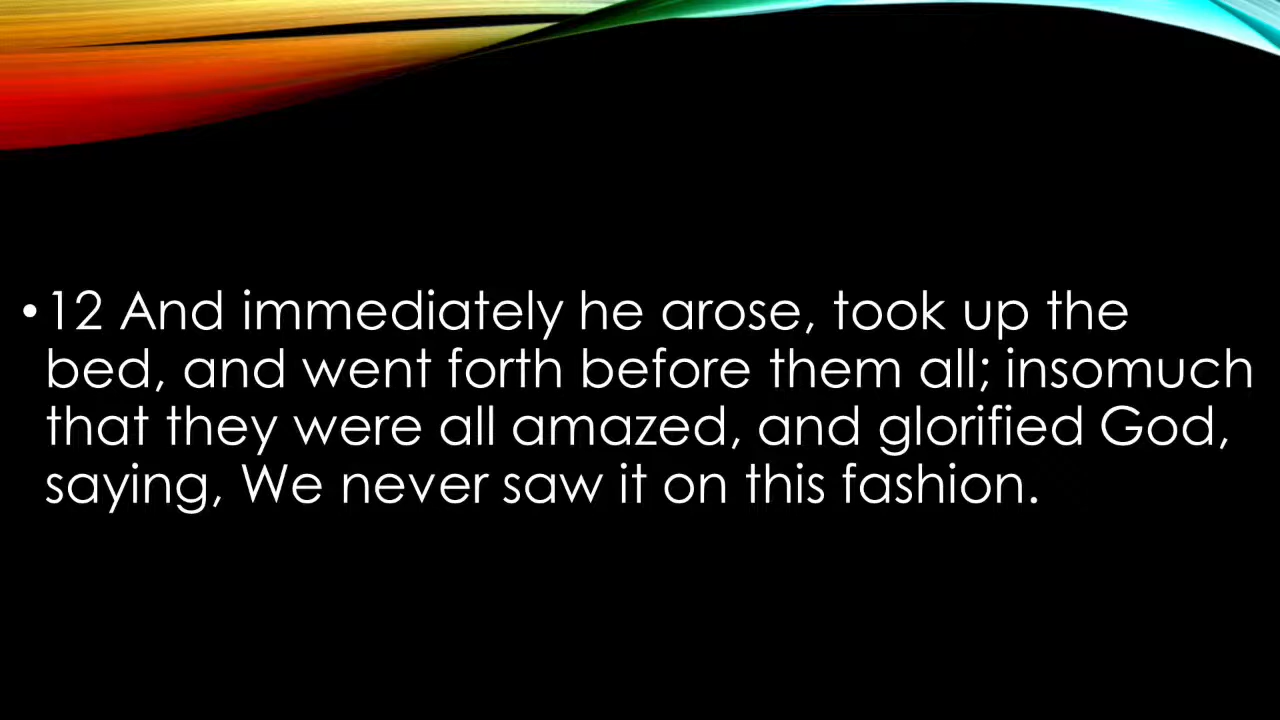 •12 And immediately he arose, took up the
bed, and went forth before them all; insomuch
that they were all amazed, and glorified God,
saying, We never saw it on this fashion.